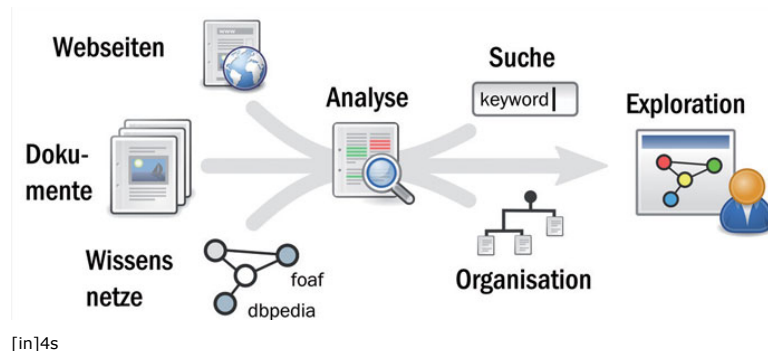 Webseiten
Doku-
mente
Wissens
netze
foaf
dbpedia
Analyse
Suche
keyword
Organisation
Exploration
[in]4s